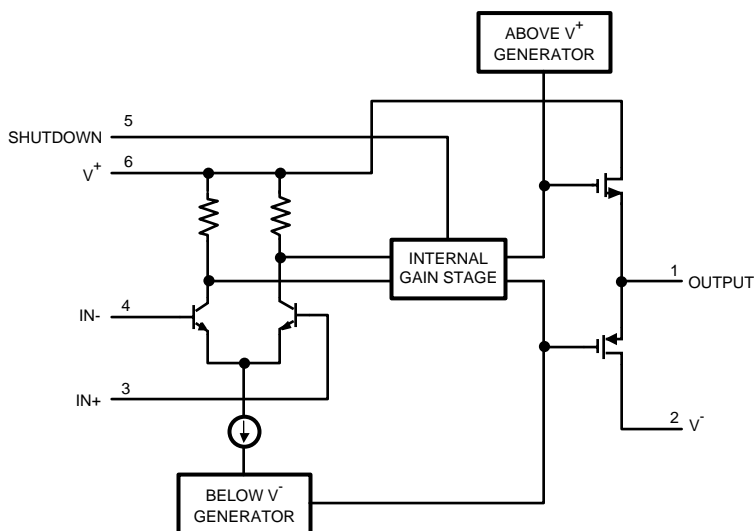 ABOVE V+
GENERATOR
5
SHUTDOWN
6
V+
INTERNAL
GAIN STAGE
1
OUTPUT
4
IN-
3
IN+
2
V-
BELOW V-
GENERATOR